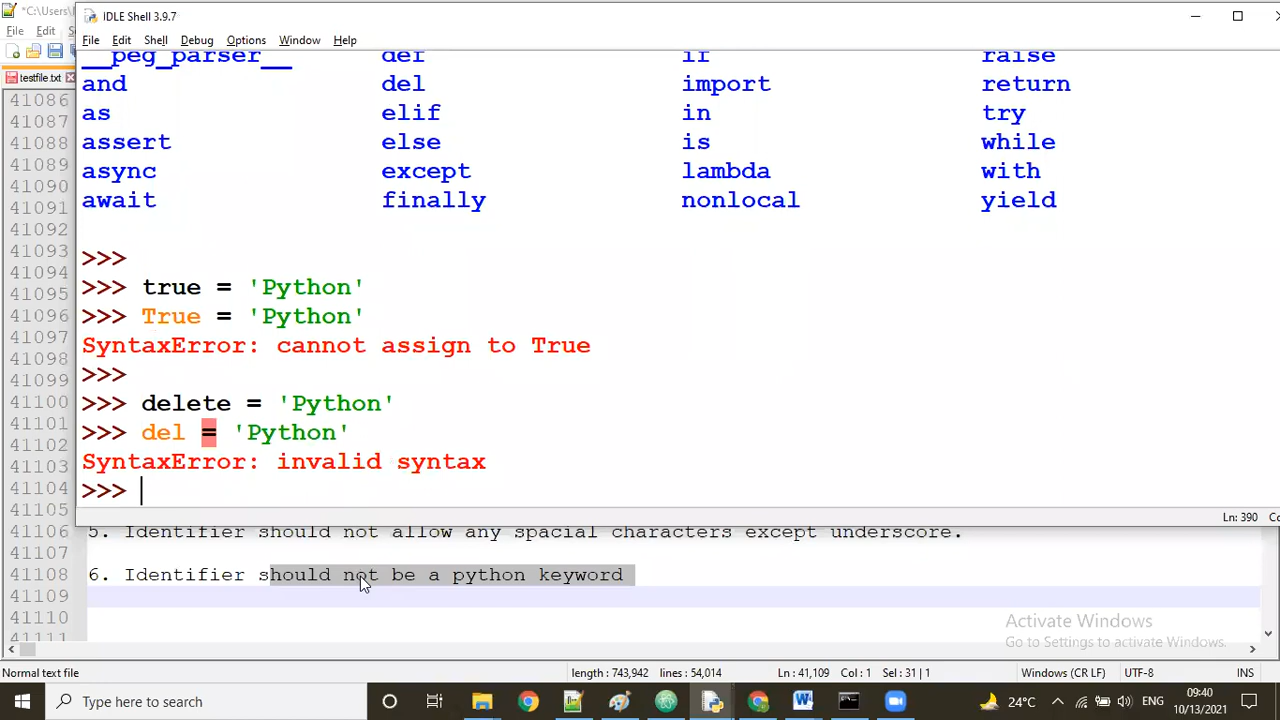 *C:\Users\
IDLE Shell 3.9.7
File Edit
File Edit Shell Debug Options Window Help
testfile.txt
__peg_parser__ def if raise
and del import return
as elif in try
assert else is while
async except lambda with
await finally nonlocal yield
>>>
>>> true = 'Python'
>>> True = 'Python'
SyntaxError: cannot assign to True
>>>
>>> delete = 'Python'
>>> del = 'Python'
SyntaxError: invalid syntax
>>>
Ln: 390 Co
41086
41087
41088
41089
41090
41091
41092
41093
41094
41095
41096
41097
41098
41099
41100
41101
41102
41103
41104
41105
41106 5. Identifier should not allow any spacial characters except underscore.
41107
41108 6. Identifier should not be a python keyword
41109
41110
41111
Activate Windows
Go to Settings to activate Windows.
Normal text file length : 743,942 lines : 54,014 Ln : 41,109 Col : 1 Sel : 31 | 1 Windows (CR LF) UTF-8 INS
Type here to search 24°C ENG 09:40
10/13/2021